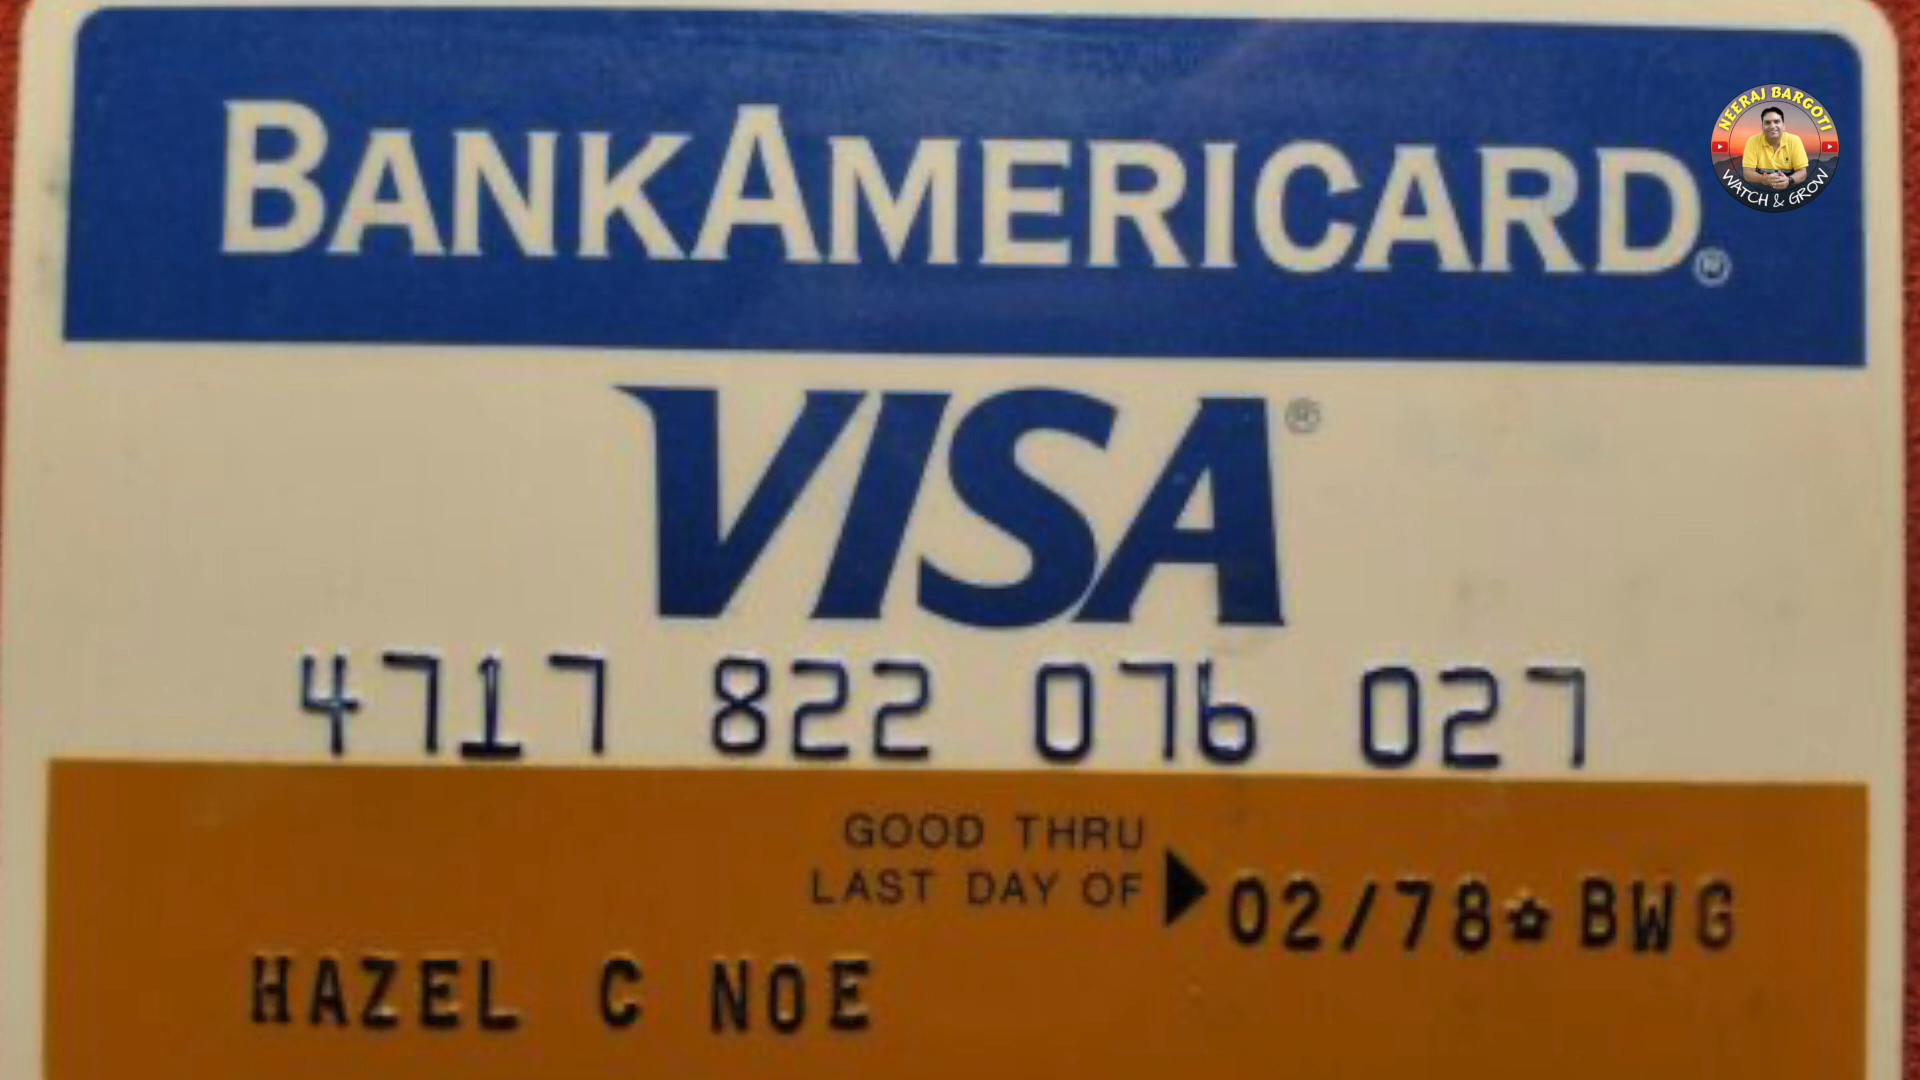 BANKAMERICARD®
NEERAJ BARGOTI
WATCH & GROW
VISA®
4717 822 076 027
GOOD THRU
LAST DAY OF ▶ 02/78☆BWG
HAZEL C NOE